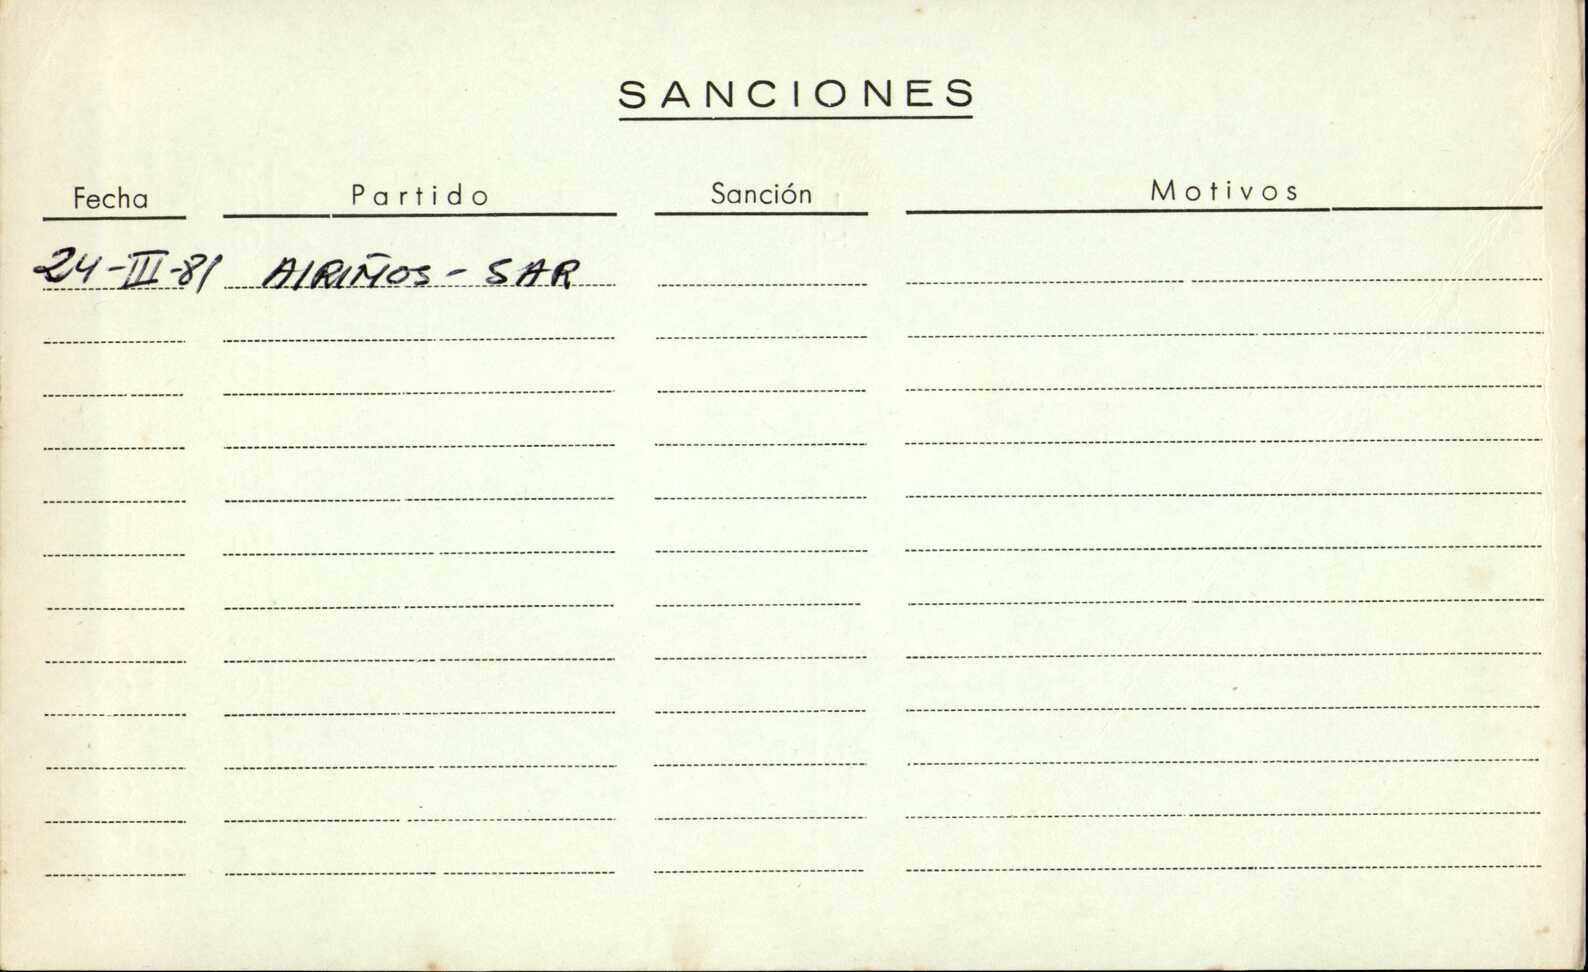 SANCIONES
Fecha Partido Sanción Motivos
24-III-81 AIRIÑOS - SAR